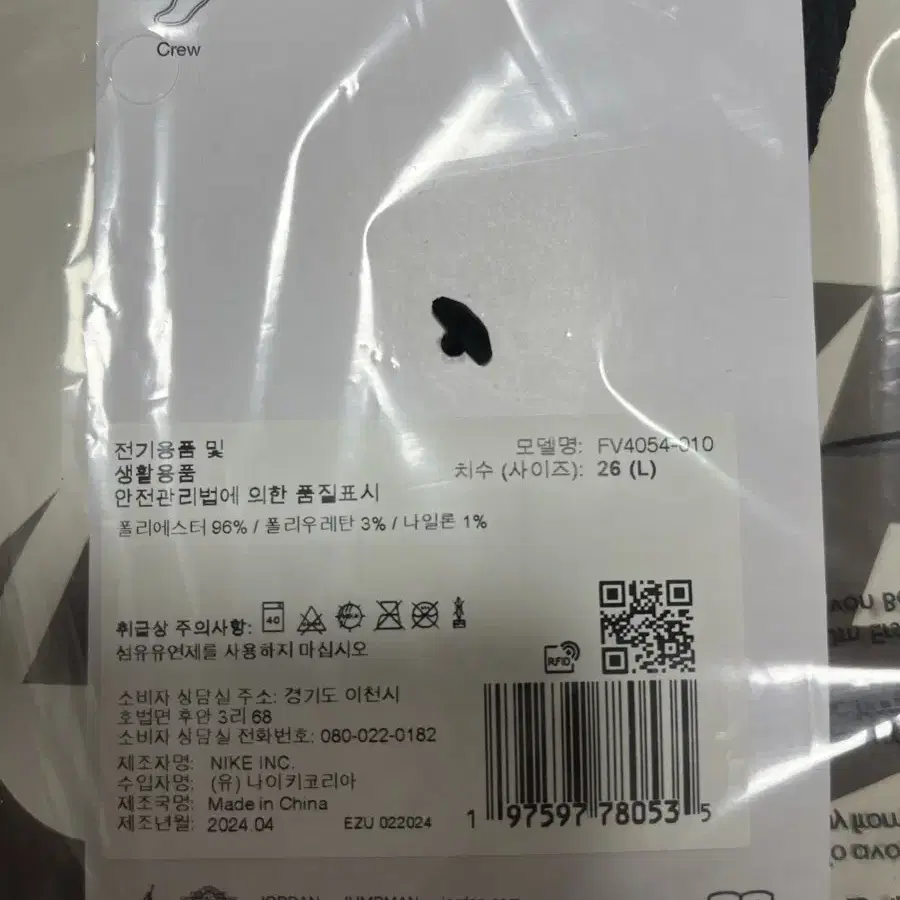 Crew
전기용품 및
생활용품
안전관리법에 의한 품질표시
모델명: FV4054-010
치수 (사이즈): 26 (L)
폴리에스터 96% / 폴리우레탄 3% / 나일론 1%
취급상 주의사항: 40
섬유유연제를 사용하지 마십시오
RFID
소비자 상담실 주소: 경기도 이천시
호법면 후안 3리 68
소비자 상담실 전화번호: 080-022-0182
제조자명: NIKE INC.
수입자명: (유) 나이키코리아
제조국명: Made in China
제조년월: 2024.04
EZU 022024
1 97597 78053 5